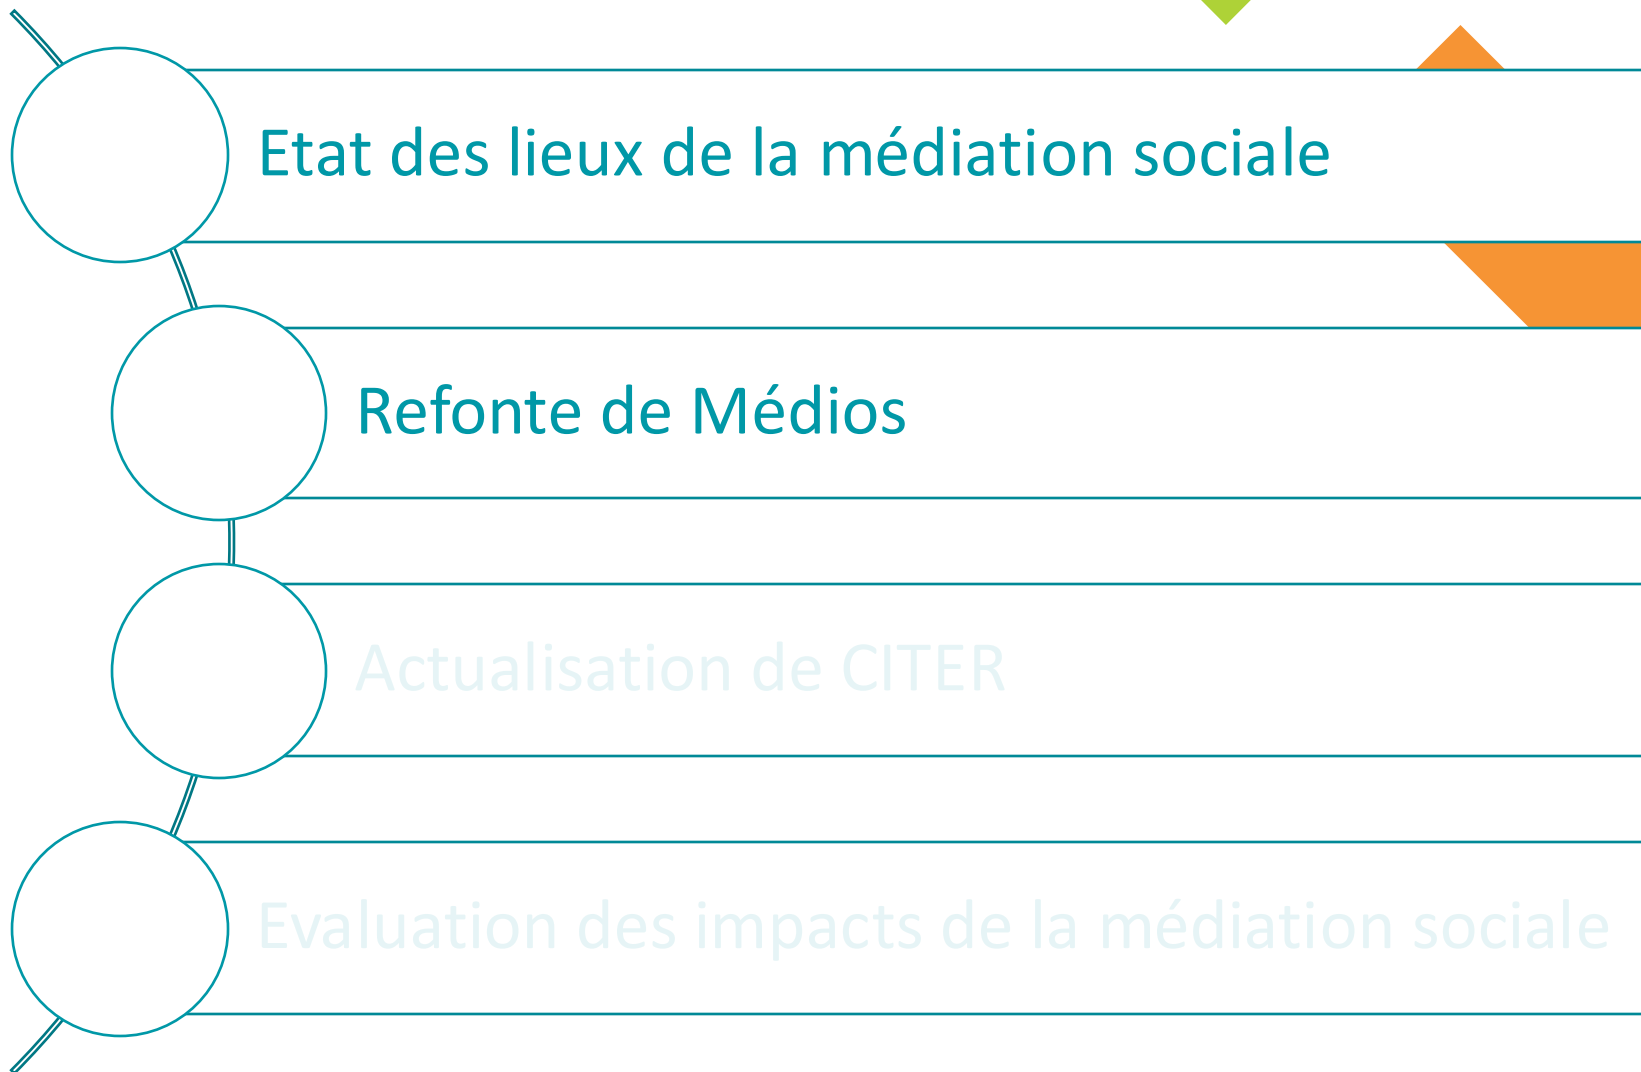 Etat des lieux de la médiation sociale
Refonte de Médios
Actualisation de CITER
Evaluation des impacts de la médiation sociale